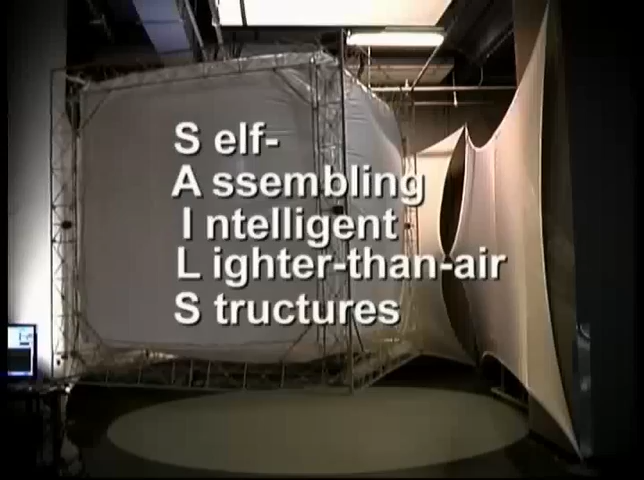 S elf-
A ssembling
I ntelligent
L ighter-than-air
S tructures